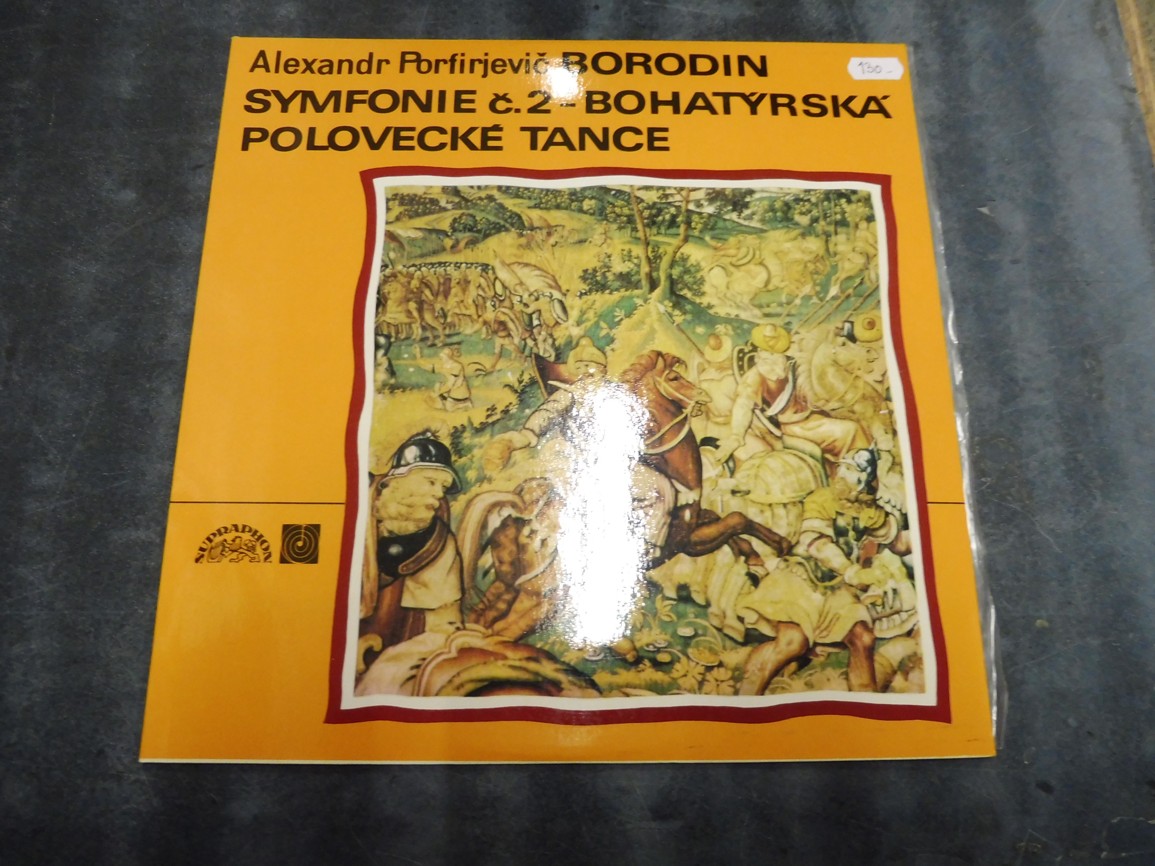 Alexandr Porfirjevič BORODIN
130.-
SYMFONIE č.2 - BOHATÝRSKÁ
POLOVECKÉ TANCE
SUPRAPHON